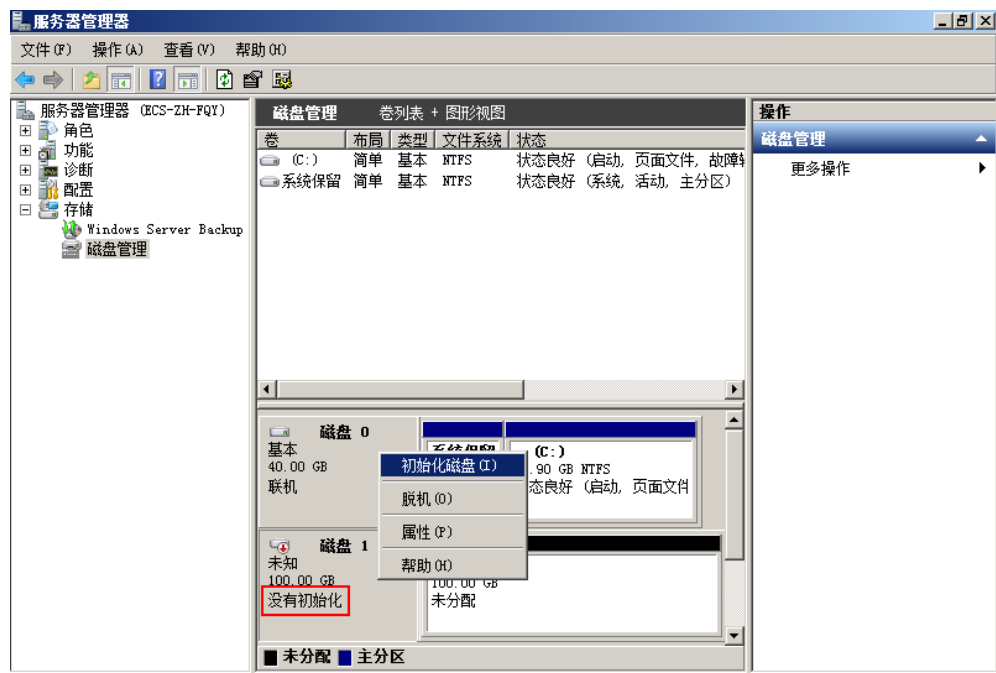 服务器管理器
文件(F) 操作(A) 查看(V) 帮助(H)
服务器管理器 (ECS-ZH-FQY)
角色
功能
诊断
配置
存储
Windows Server Backup
磁盘管理
磁盘管理 卷列表 + 图形视图
卷 布局 类型 文件系统 状态
(C:) 简单 基本 NTFS 状态良好 (启动, 页面文件, 故障
系统保留 简单 基本 NTFS 状态良好 (系统, 活动, 主分区)
磁盘 0
基本
40.00 GB
联机
系统保留
(C:)
.90 GB NTFS
态良好 (启动, 页面文件
初始化磁盘(I)
脱机(O)
属性(P)
帮助(H)
磁盘 1
未知
100.00 GB
没有初始化
100.00 GB
未分配
未分配 主分区
操作
磁盘管理
更多操作